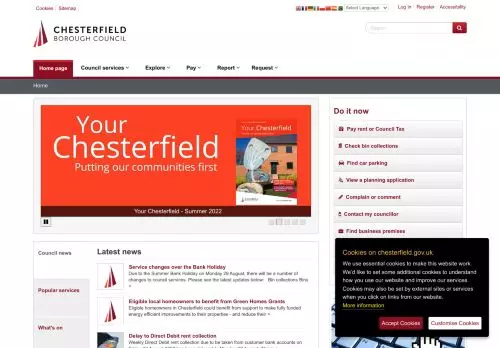 Cookies Sitemap
Select Language
Log in Register Accessibility
CHESTERFIELD
BOROUGH COUNCIL
Search
Home page Council services Explore Pay Report Request
Home
Your
Chesterfield
Putting our communities first
Your Chesterfield
Your Chesterfield - Summer 2022
Do it now
Pay rent or Council Tax
Check bin collections
Find car parking
View a planning application
Complain or comment
Contact my councillor
Find business premises
Council news
Popular services
What's on
Latest news
Service changes over the Bank Holiday
Due to the Summer Bank Holiday on Monday 29 August, there will be a number of
changes to council services. Please see the latest updates below: Bin collections Bins
»
Eligible local homeowners to benefit from Green Homes Grants
Eligible homeowners in Chesterfield could benefit from support to make fully funded
energy efficient improvements to their properties - and reduce their »
Delay to Direct Debit rent collection
Weekly Direct Debit rent collection due to be taken from customer bank accounts on
Cookies on chesterfield.gov.uk
We use essential cookies to make this website work.
We'd like to set some additional cookies to understand
how you use our website and improve our services.
Cookies may also be set by external sites or services
when you click on links from our website.
More information
Accept Cookies Customise Cookies